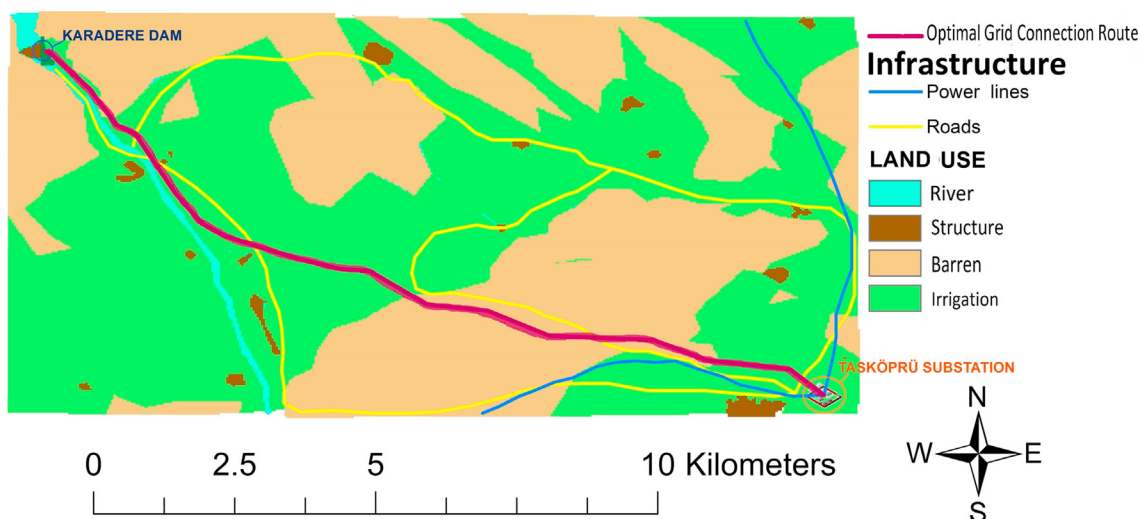 KARADERE DAM
Optimal Grid Connection Route
Infrastructure
Power lines
Roads
LAND USE
River
Structure
Barren
Irrigation
TASKÖPRÜ SUBSTATION
0 2.5 5 10 Kilometers
N
W E
S